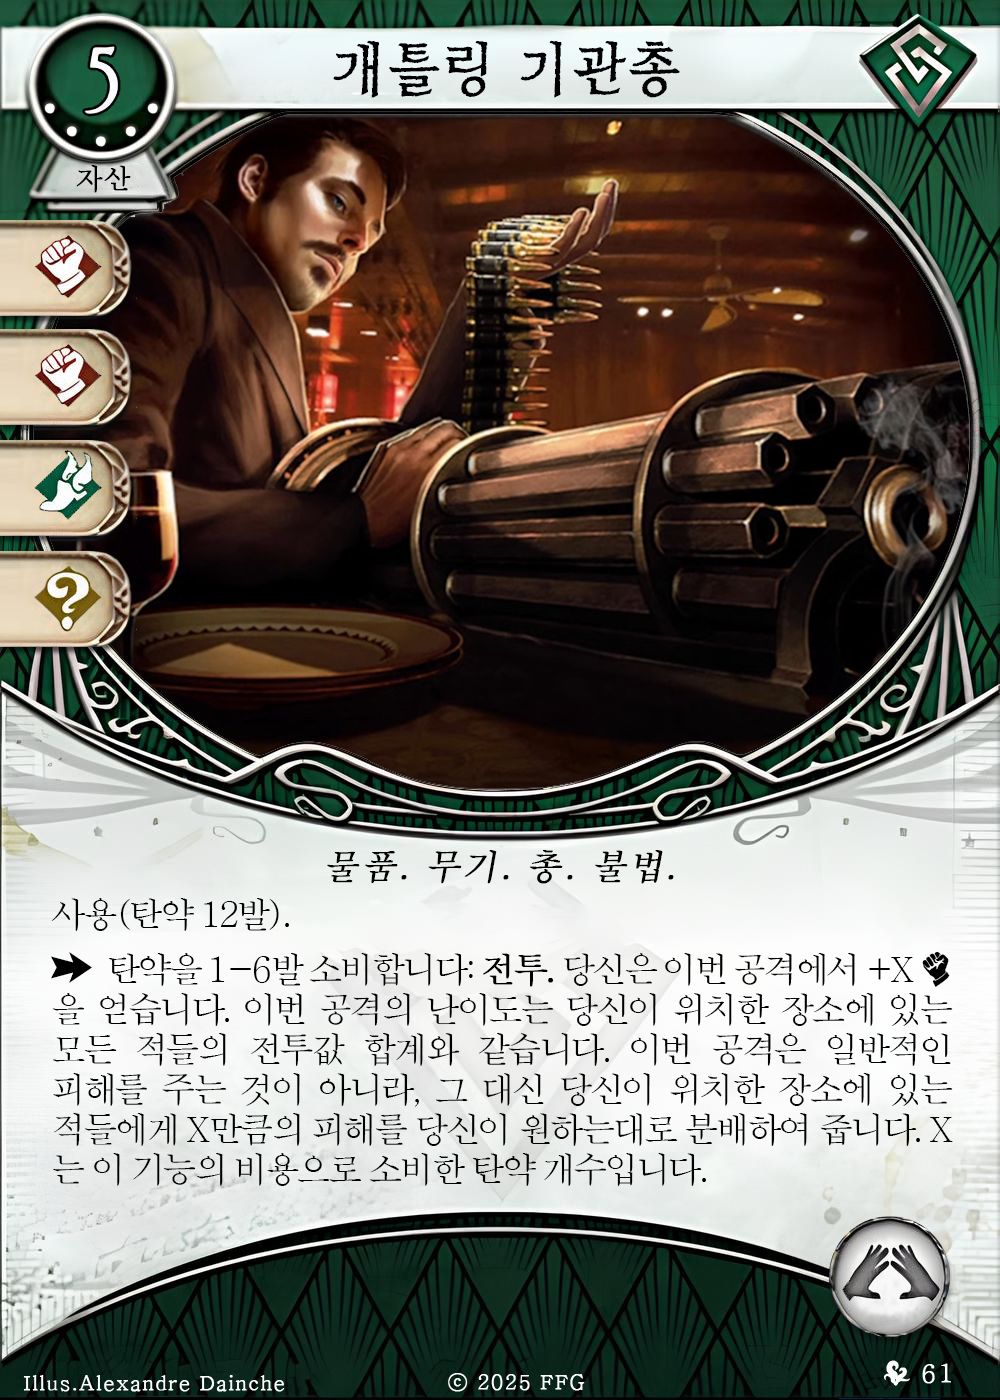 5
개틀링 기관총
자산
물품. 무기. 총. 불법.
사용(탄약 12발).
탄약을 1–6발 소비합니다: 전투. 당신은 이번 공격에서 +X
을 얻습니다. 이번 공격의 난이도는 당신이 위치한 장소에 있는
모든 적들의 전투값 합계와 같습니다. 이번 공격은 일반적인
피해를 주는 것이 아니라, 그 대신 당신이 위치한 장소에 있는
적들에게 X만큼의 피해를 당신이 원하는대로 분배하여 줍니다. X
는 이 기능의 비용으로 소비한 탄약 개수입니다.
Illus.Alexandre Dainche
© 2025 FFG
61